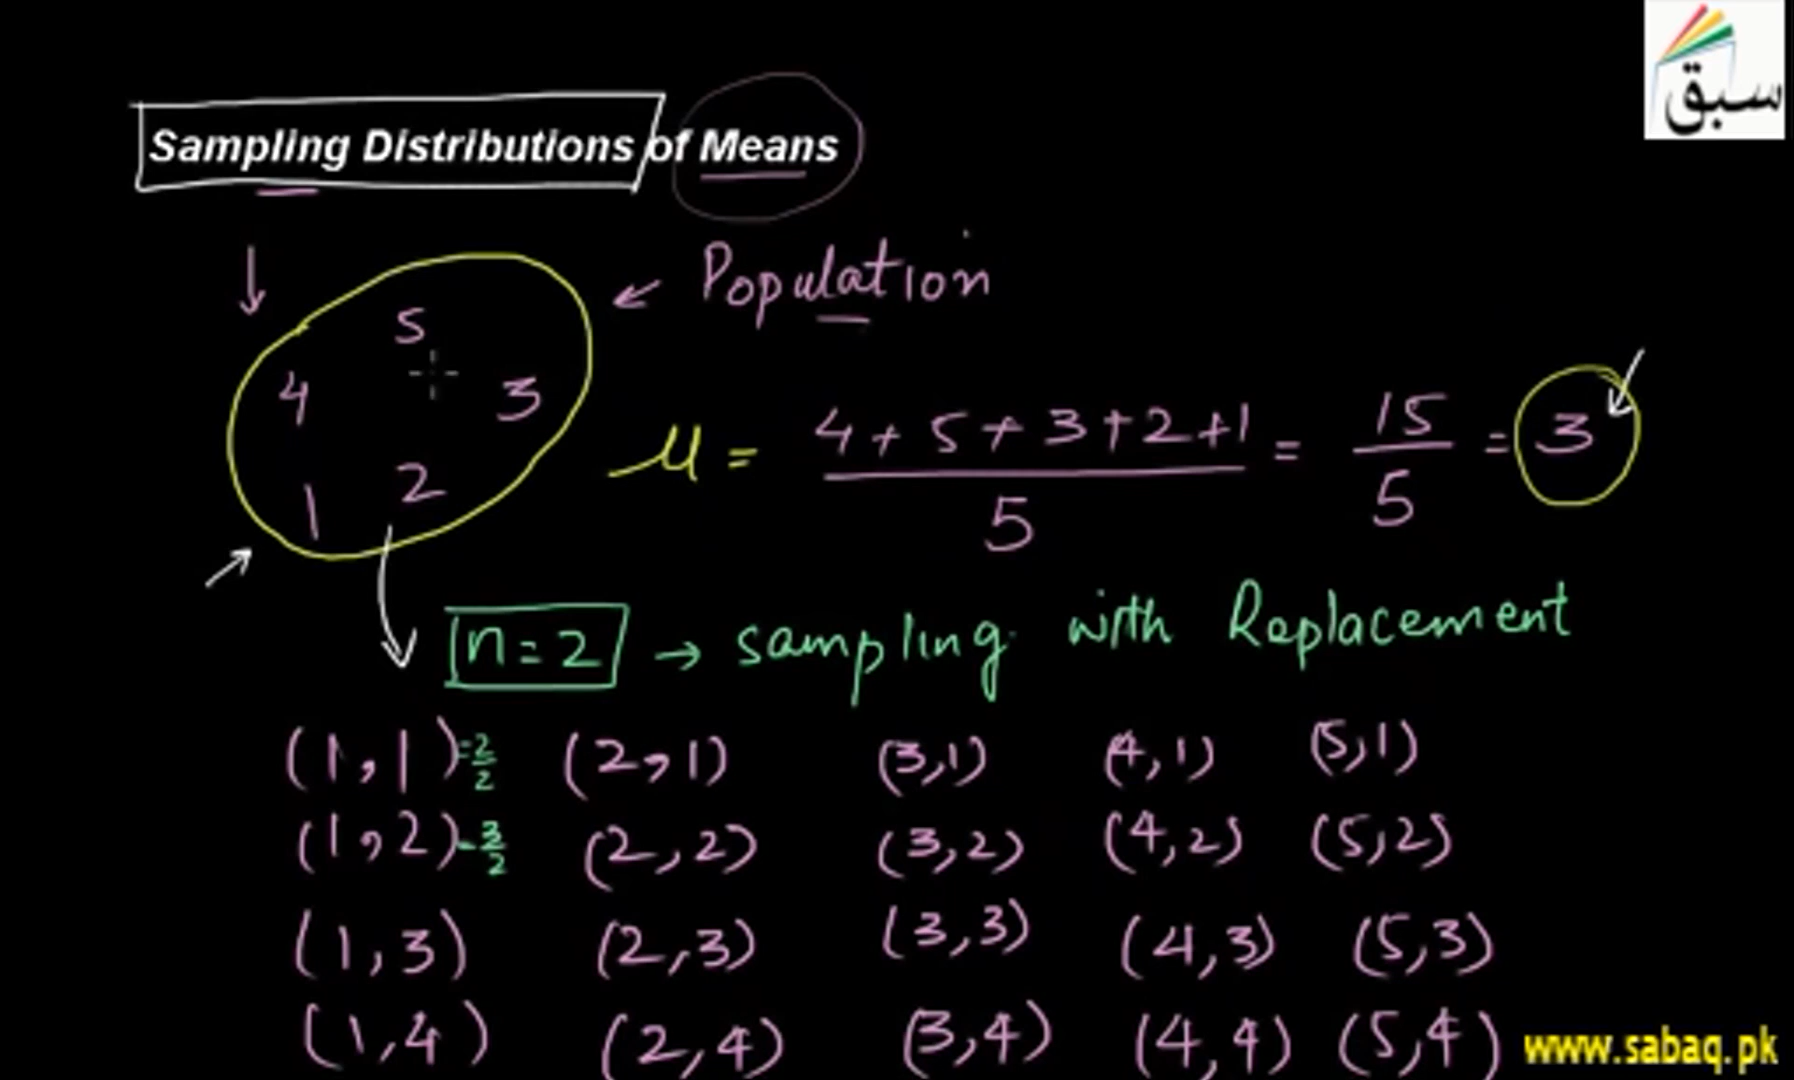 سبق
Sampling Distributions of Means
Population
5
4 3
1 2
μ = 4+5+3+2+1 / 5 = 15 / 5 = 3
n=2 → sampling with Replacement
(1,1)=2/2 (2,1) (3,1) (4,1) (5,1)
(1,2)=3/2 (2,2) (3,2) (4,2) (5,2)
(1,3) (2,3) (3,3) (4,3) (5,3)
(1,4) (2,4) (3,4) (4,4) (5,4)
www.sabaq.pk